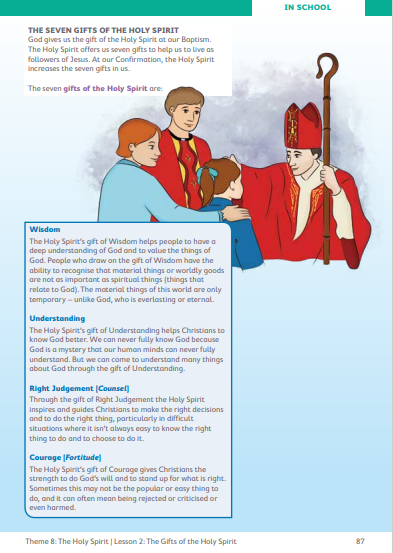 IN SCHOOL
THE SEVEN GIFTS OF THE HOLY SPIRIT
God gives us the gift of the Holy Spirit at our Baptism.
The Holy Spirit offers us seven gifts to help us to live as
followers of Jesus. At our Confirmation, the Holy Spirit
increases the seven gifts in us.
The seven gifts of the Holy Spirit are:
Wisdom
The Holy Spirit's gift of Wisdom helps people to have a
deep understanding of God and to value the things of
God. People who draw on the gift of Wisdom have the
ability to recognise that material things or worldly goods
are not as important as spiritual things (things that
relate to God). The material things of this world are only
temporary – unlike God, who is everlasting or eternal.
Understanding
The Holy Spirit's gift of Understanding helps Christians to
know God better. We can never fully know God because
God is a mystery that our human minds can never fully
understand. But we can come to understand many things
about God through the gift of Understanding.
Right Judgement [Counsel]
Through the gift of Right Judgement the Holy Spirit
inspires and guides Christians to make the right decisions
and to do the right thing, particularly in difficult
situations where it isn't always easy to know the right
thing to do and to choose to do it.
Courage [Fortitude]
The Holy Spirit's gift of Courage gives Christians the
strength to do God's will and to stand up for what is right.
Sometimes this may not be the popular or easy thing to
do, and it can often mean being rejected or criticised or
even harmed.
Theme 8: The Holy Spirit | Lesson 2: The Gifts of the Holy Spirit
87